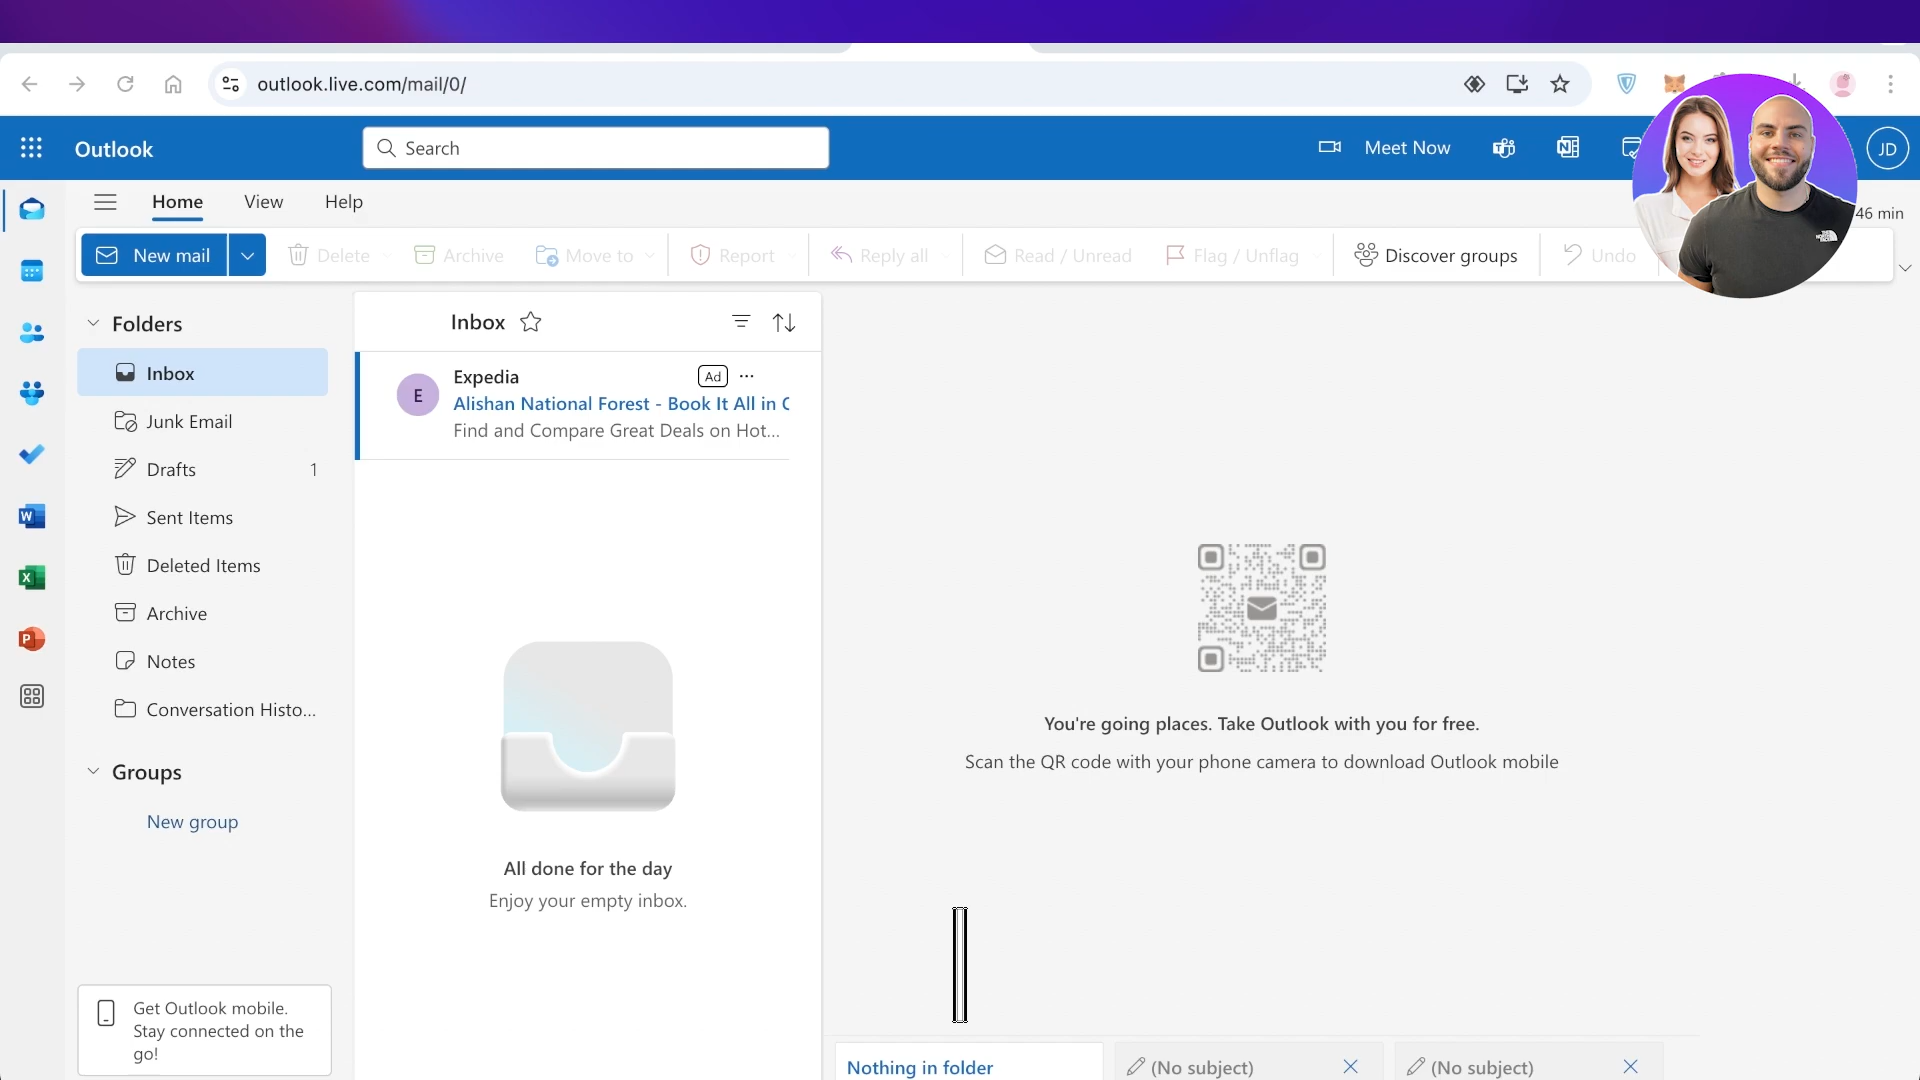 outlook.live.com/mail/0/
Outlook
Search
Meet Now
JD
Home
View
Help
46 min
New mail
Delete
Archive
Move to
Report
Reply all
Read / Unread
Flag / Unflag
Discover groups
Undo
Folders
Inbox
Junk Email
Drafts
1
Sent Items
Deleted Items
Archive
Notes
Conversation Histo...
Groups
New group
Get Outlook mobile.
Stay connected on the
go!
Inbox
E
Expedia
Ad
Alishan National Forest - Book It All in
Find and Compare Great Deals on Hot...
All done for the day
Enjoy your empty inbox.
You're going places. Take Outlook with you for free.
Scan the QR code with your phone camera to download Outlook mobile
Nothing in folder
(No subject)
(No subject)